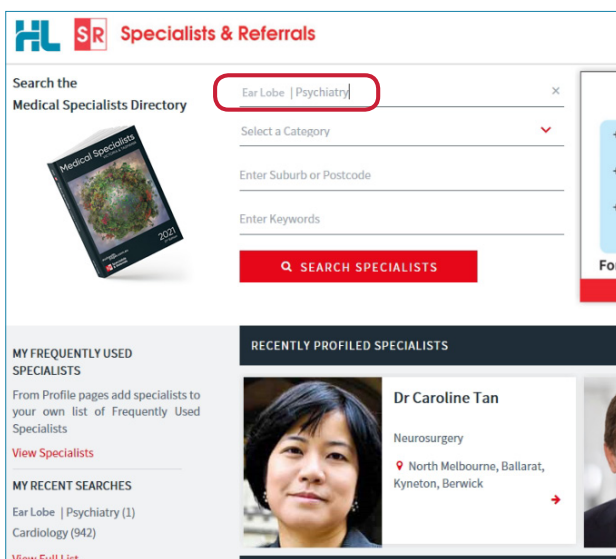 HL SR Specialists & Referrals
Search the
Medical Specialists Directory
Ear Lobe | Psychiatry
×
Select a Category
Enter Suburb or Postcode
Enter Keywords
SEARCH SPECIALISTS
Medical Specialists
2021
MY FREQUENTLY USED
SPECIALISTS
From Profile pages add specialists to
your own list of Frequently Used
Specialists
View Specialists
MY RECENT SEARCHES
Ear Lobe | Psychiatry (1)
Cardiology (942)
View Full List
RECENTLY PROFILED SPECIALISTS
Dr Caroline Tan
Neurosurgery
North Melbourne, Ballarat,
Kyneton, Berwick